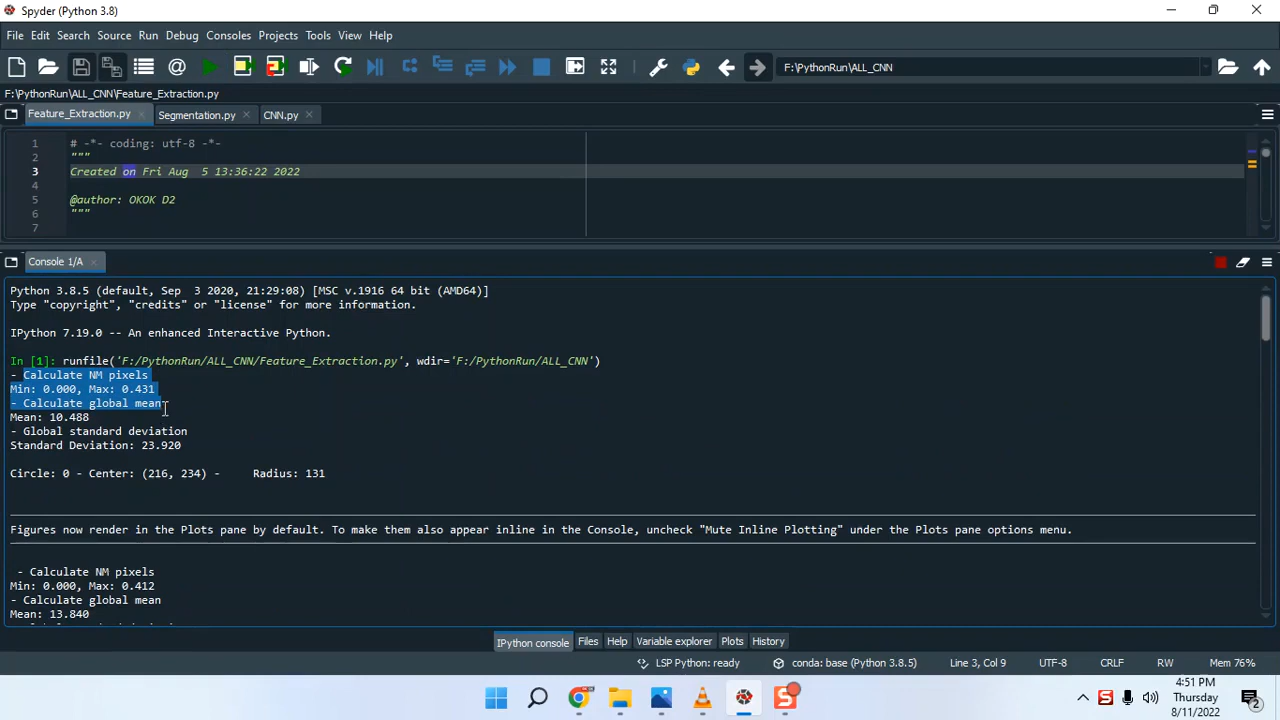 Spyder (Python 3.8)
File Edit Search Source Run Debug Consoles Projects Tools View Help
F:\PythonRun\ALL_CNN
F:\PythonRun\ALL_CNN\Feature_Extraction.py
Feature_Extraction.py Segmentation.py CNN.py
1 # -*- coding: utf-8 -*-
2 """
3 Created on Fri Aug  5 13:36:22 2022
4
5 @author: OKOK D2
6 """
7
Console 1/A
Python 3.8.5 (default, Sep  3 2020, 21:29:08) [MSC v.1916 64 bit (AMD64)]
Type "copyright", "credits" or "license" for more information.
IPython 7.19.0 -- An enhanced Interactive Python.
In [1]: runfile('F:/PythonRun/ALL_CNN/Feature_Extraction.py', wdir='F:/PythonRun/ALL_CNN')
- Calculate NM pixels
Min: 0.000, Max: 0.431
- Calculate global mean
Mean: 10.488
- Global standard deviation
Standard Deviation: 23.920
Circle: 0 - Center: (216, 234) -     Radius: 131
Figures now render in the Plots pane by default. To make them also appear inline in the Console, uncheck "Mute Inline Plotting" under the Plots pane options menu.
- Calculate NM pixels
Min: 0.000, Max: 0.412
- Calculate global mean
Mean: 13.840
IPython console Files Help Variable explorer Plots History
LSP Python: ready conda: base (Python 3.8.5) Line 3, Col 9 UTF-8 CRLF RW Mem 76%
4:51 PM
Thursday
8/11/2022
2